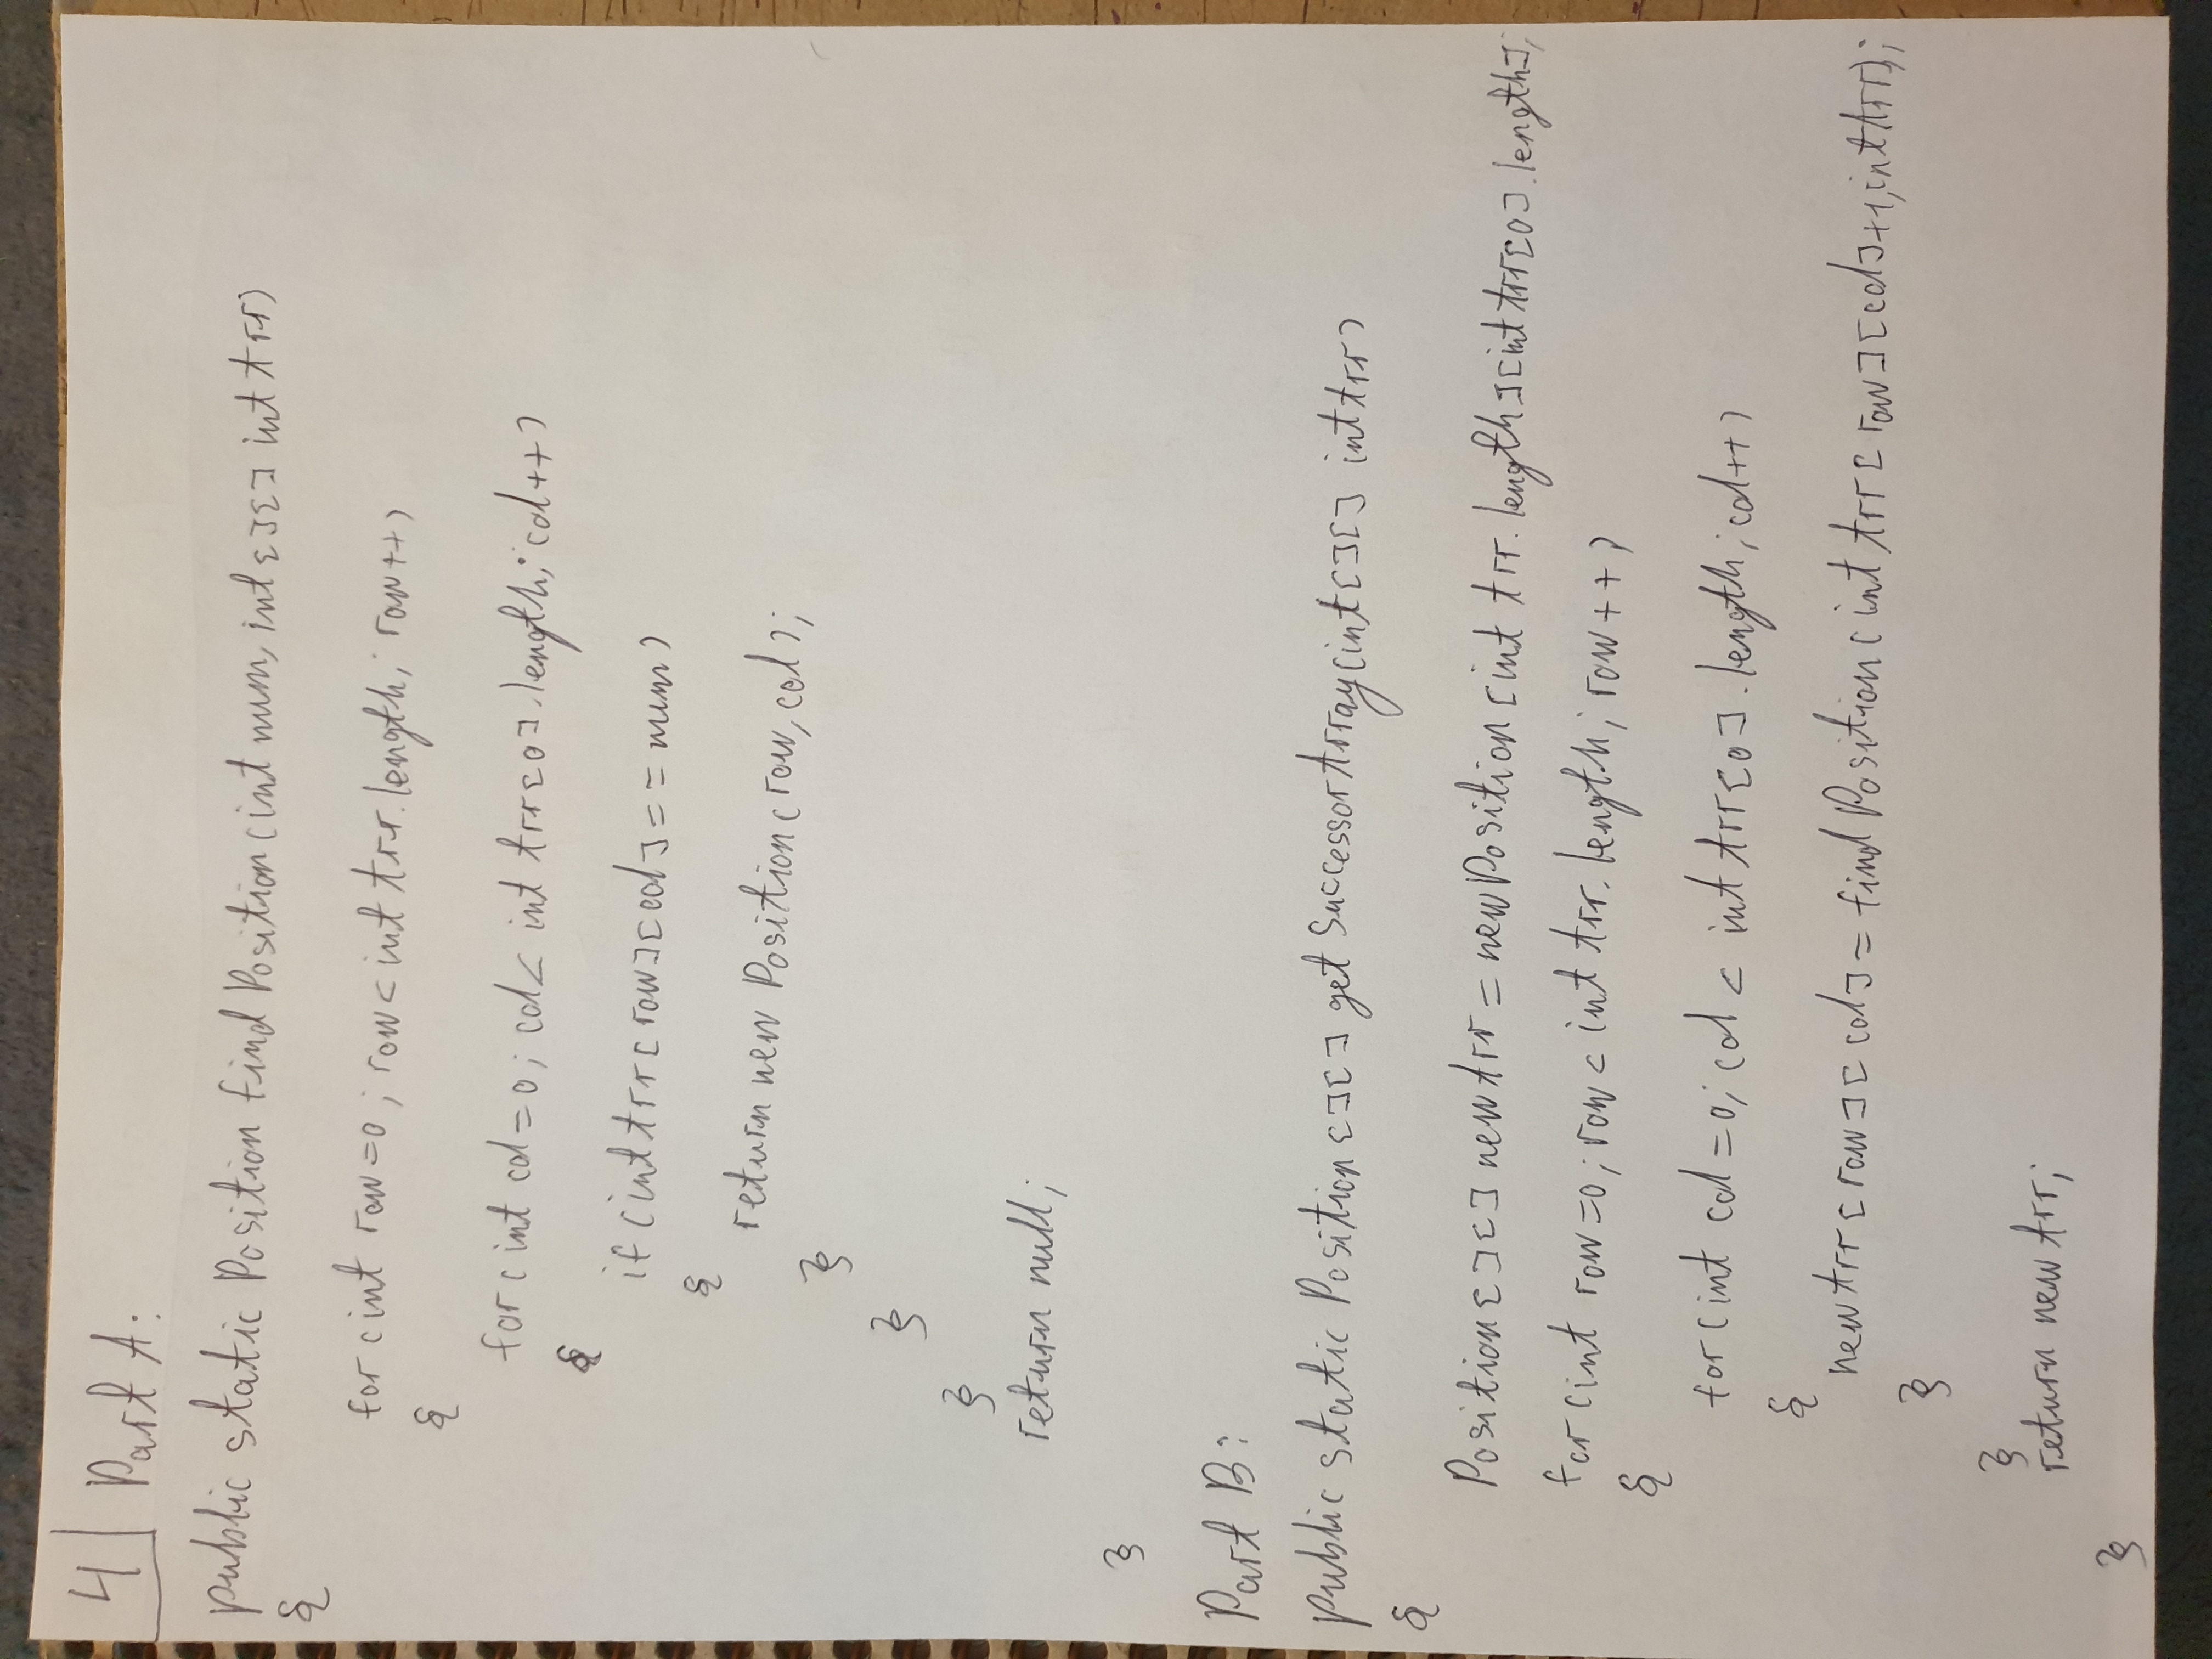 4 Part A:
public static Position findPosition(int num, int[][] intArr)
{
for(int row=0; row<intArr.length; row++)
{
for(int col=0; col<intArr[0].length; col++)
{
if(intArr[row][col]==num)
{
return new Position(row,col);
}
}
}
return null;
}
Part B:
public static Position[][] getSuccessorArray(int[][] intArr)
{
Position[][] newArr = new Position[intArr.length][intArr[0].length];
for(int row=0; row<intArr.length; row++)
{
for(int col=0; col<intArr[0].length; col++)
{
newArr[row][col]=findPosition(intArr[row][col]+1,intArr);
}
}
return newArr;
}